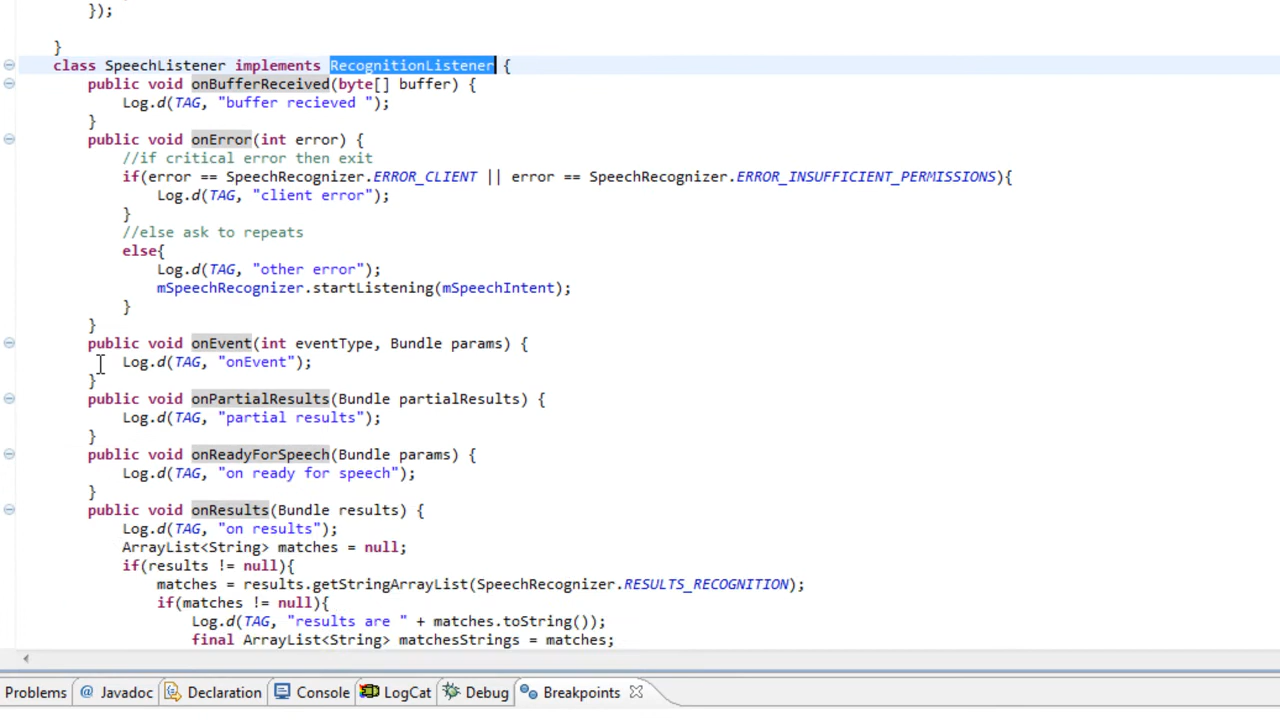 });
}
class SpeechListener implements RecognitionListener {
public void onBufferReceived(byte[] buffer) {
Log.d(TAG, "buffer recieved ");
}
public void onError(int error) {
//if critical error then exit
if(error == SpeechRecognizer.ERROR_CLIENT || error == SpeechRecognizer.ERROR_INSUFFICIENT_PERMISSIONS){
Log.d(TAG, "client error");
}
//else ask to repeats
else{
Log.d(TAG, "other error");
mSpeechRecognizer.startListening(mSpeechIntent);
}
}
public void onEvent(int eventType, Bundle params) {
Log.d(TAG, "onEvent");
}
public void onPartialResults(Bundle partialResults) {
Log.d(TAG, "partial results");
}
public void onReadyForSpeech(Bundle params) {
Log.d(TAG, "on ready for speech");
}
public void onResults(Bundle results) {
Log.d(TAG, "on results");
ArrayList<String> matches = null;
if(results != null){
matches = results.getStringArrayList(SpeechRecognizer.RESULTS_RECOGNITION);
if(matches != null){
Log.d(TAG, "results are " + matches.toString());
final ArrayList<String> matchesStrings = matches;
Problems @ Javadoc Declaration Console LogCat Debug Breakpoints